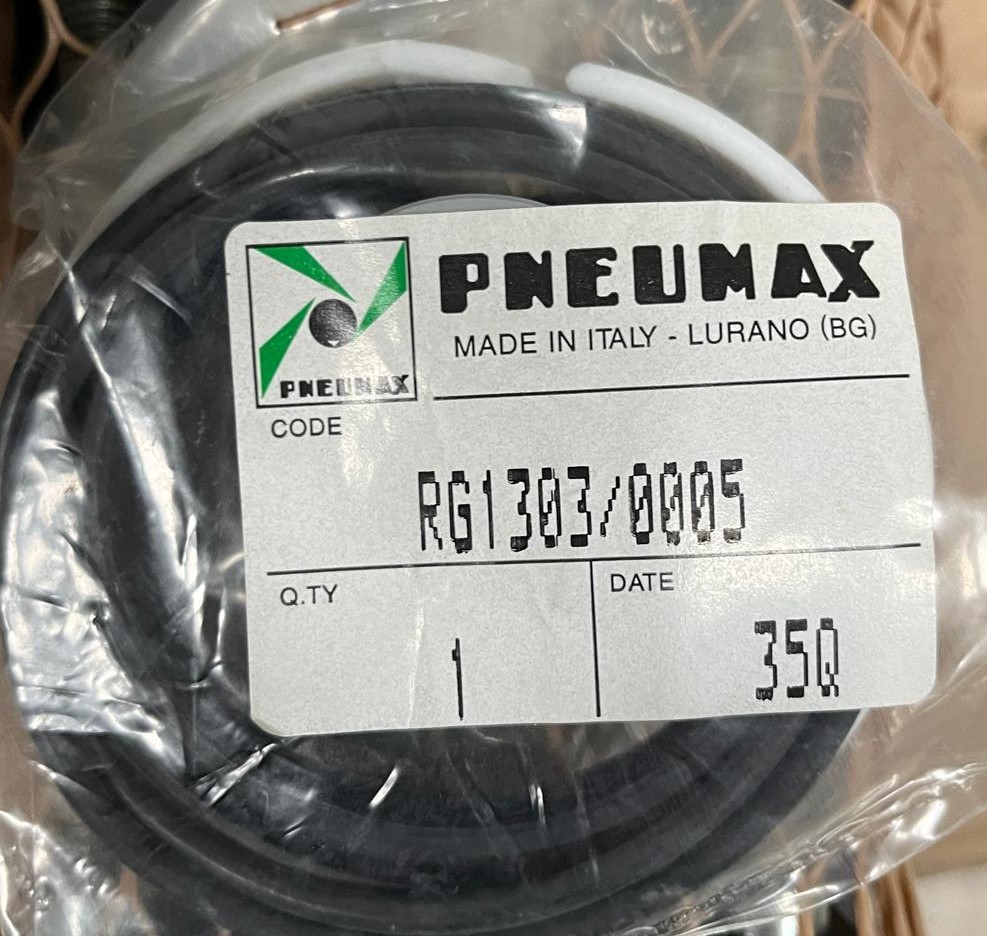 PNEUMAX
MADE IN ITALY - LURANO (BG)
PNEUMAX
CODE
RG1303/0005
Q.TY
1
DATE
35Q